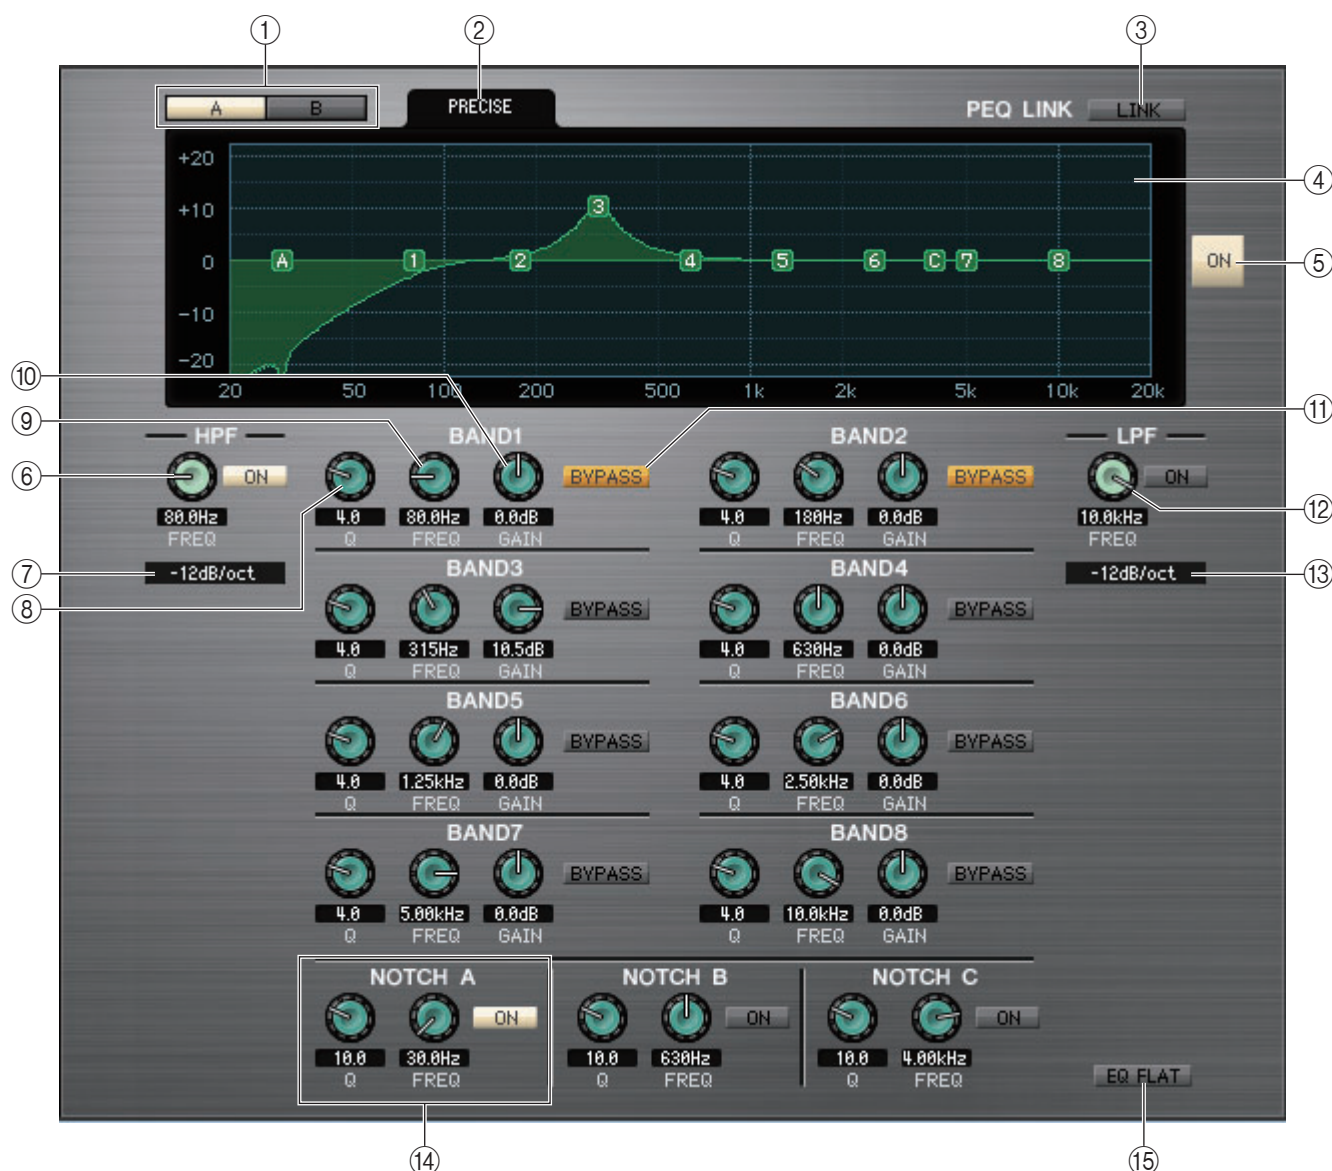 ① ② ③
A B PRECISE PEQ LINK LINK
+20
④
+10
3
A 1 2 4 5 6 C 7 8
0
ON ⑤
-10
-20
20 50 100 200 500 1k 2k 5k 10k 20k
⑩
⑨ ⑪
HPF BAND1 BAND2 LPF
⑥ ON BYPASS BYPASS ON
⑫
80.0Hz 4.0 80.0Hz 0.0dB 4.0 180Hz 0.0dB 10.0kHz
FREQ Q FREQ GAIN Q FREQ GAIN FREQ
⑦ -12dB/oct BAND3 BAND4 -12dB/oct ⑬
⑧
BYPASS BYPASS
4.0 315Hz 10.5dB 4.0 630Hz 0.0dB
Q FREQ GAIN Q FREQ GAIN
BAND5 BAND6
BYPASS BYPASS
4.0 1.25kHz 0.0dB 4.0 2.50kHz 0.0dB
Q FREQ GAIN Q FREQ GAIN
BAND7 BAND8
BYPASS BYPASS
4.0 5.00kHz 0.0dB 4.0 10.0kHz 0.0dB
Q FREQ GAIN Q FREQ GAIN
NOTCH A NOTCH B NOTCH C
ON ON ON
10.0 30.0Hz 10.0 630Hz 10.0 4.00kHz
Q FREQ Q FREQ Q FREQ
EQ FLAT
⑭ ⑮